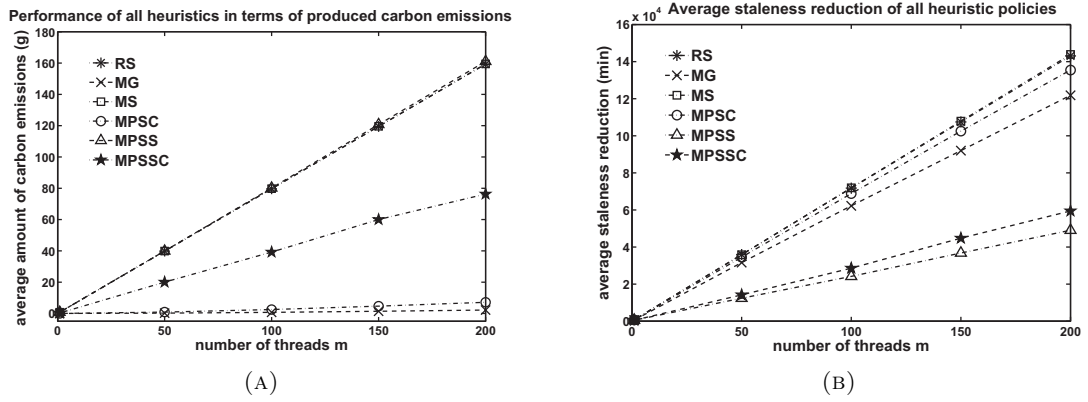 Performance of all heuristics in terms of produced carbon emissions
average amount of carbon emissions (g)
180
160
140
120
100
80
60
40
20
0
RS
MG
MS
MPSC
MPSS
MPSSC
0
50
100
150
200
number of threads m
(A)
Average staleness reduction of all heuristic policies
x 10⁴
average staleness reduction (min)
16
14
12
10
8
6
4
2
0
RS
MG
MS
MPSC
MPSS
MPSSC
0
50
100
150
200
number of threads m
(B)